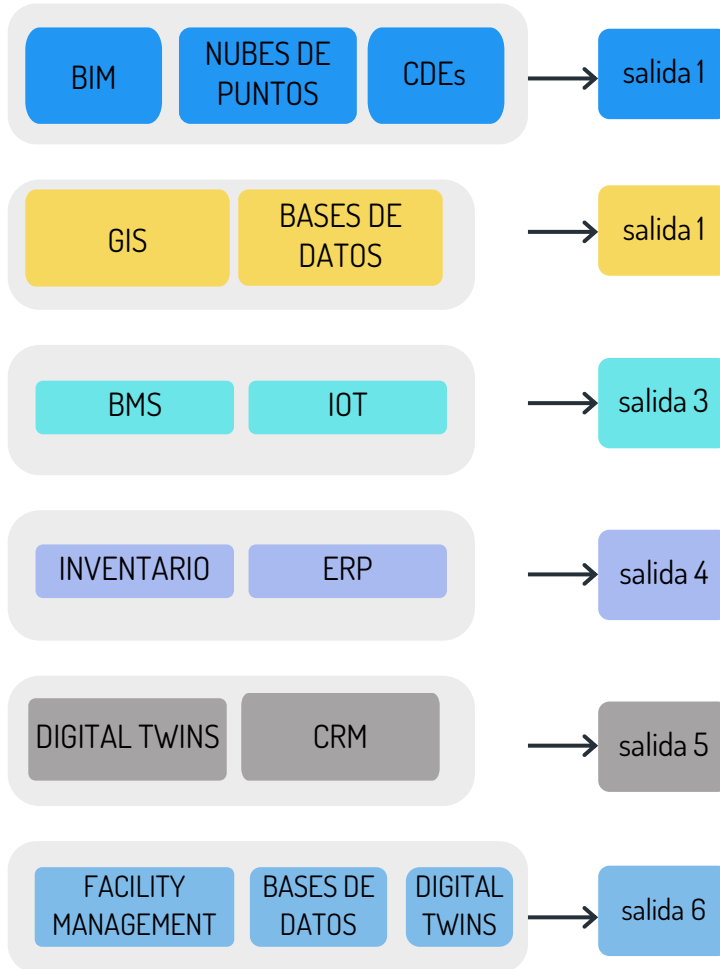 BIM
NUBES DE
PUNTOS
CDEs
salida 1
GIS
BASES DE
DATOS
salida 1
BMS
IOT
salida 3
INVENTARIO
ERP
salida 4
DIGITAL TWINS
CRM
salida 5
FACILITY
MANAGEMENT
BASES DE
DATOS
DIGITAL
TWINS
salida 6